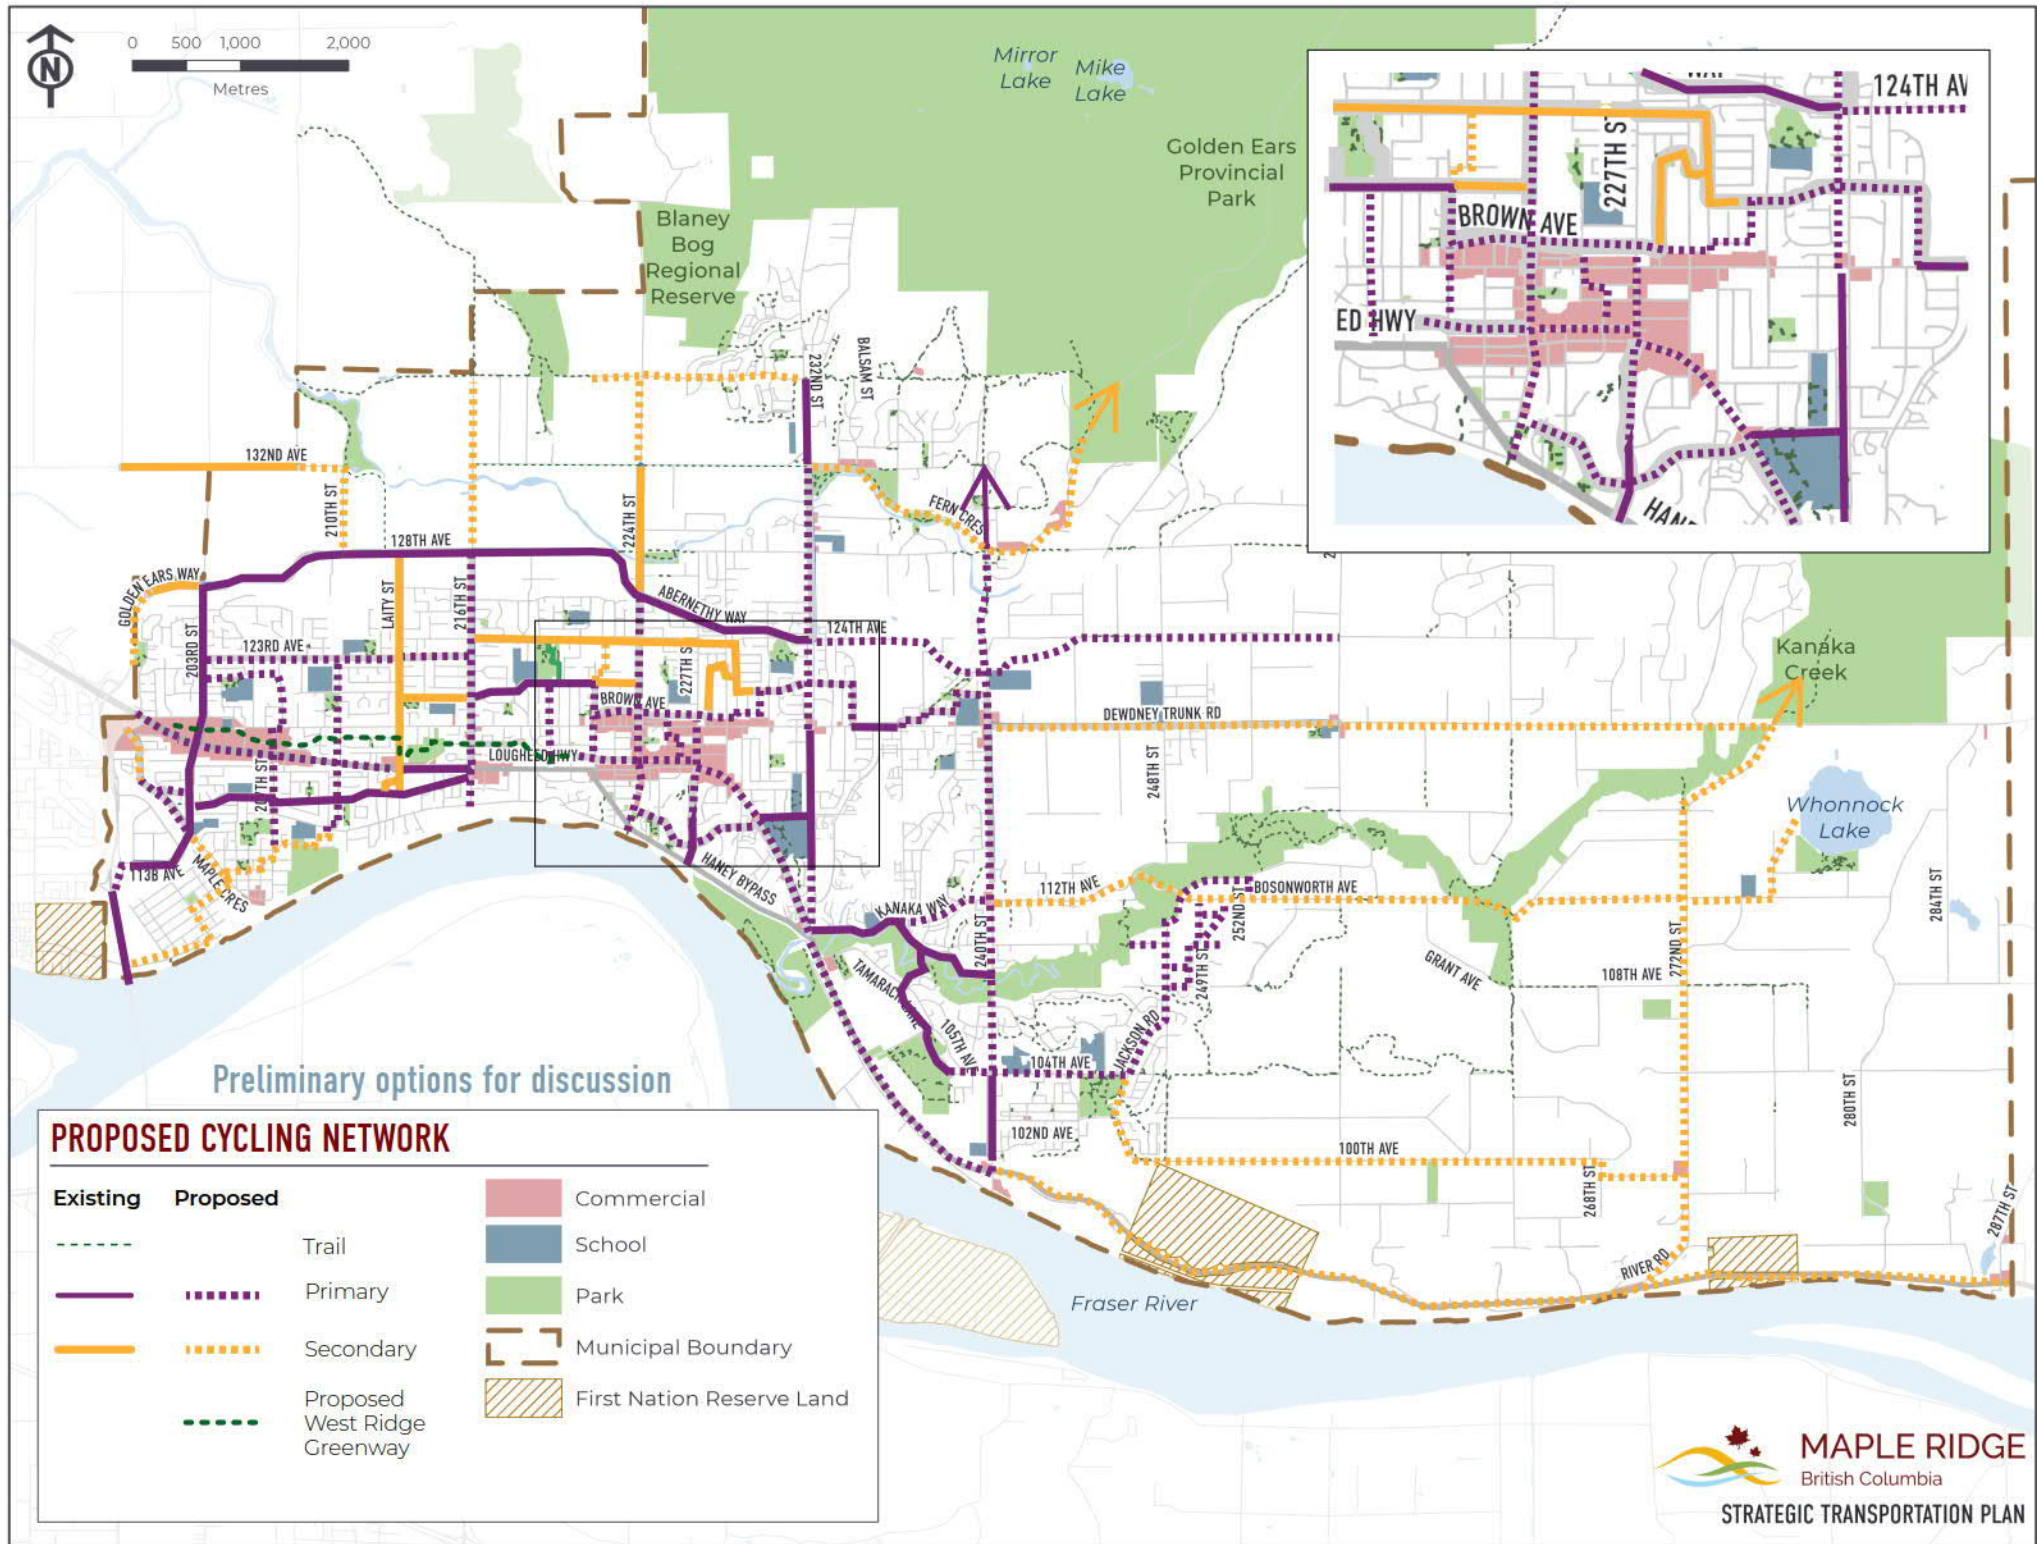 0 500 1,000 2,000
Metres
N
Mirror
Lake
Mike
Lake
Golden Ears
Provincial
Park
Blaney
Bog
Regional
Reserve
124TH AV
227TH S
BROWN AVE
ED HWY
232ND ST
BALSAM ST
132ND AVE
210TH ST
224TH ST
FERN CRES
128TH AVE
GOLDEN EARS WAY
LAITY ST
216TH ST
ABERNETHY WAY
124TH AVE
203RD ST
123RD AVE
227TH S
BROWN AVE
Kanaka
Creek
DEWDNEY TRUNK RD
LOUGHEED HWY
248TH ST
Whonnock
Lake
113B AVE
MAPLE CRES
HANEY BYPASS
112TH AVE
BOSONWORTH AVE
KANAKA WAY
252ND ST
284TH ST
240TH ST
272ND ST
249TH ST
GRANT AVE
108TH AVE
105TH AV
JACKSON RD
104TH AVE
280TH ST
102ND AVE
100TH AVE
268TH ST
287TH ST
RIVER RD
Fraser River
Preliminary options for discussion
PROPOSED CYCLING NETWORK
Existing Proposed
Trail
Primary
Secondary
Proposed
West Ridge
Greenway
Commercial
School
Park
Municipal Boundary
First Nation Reserve Land
MAPLE RIDGE
British Columbia
STRATEGIC TRANSPORTATION PLAN